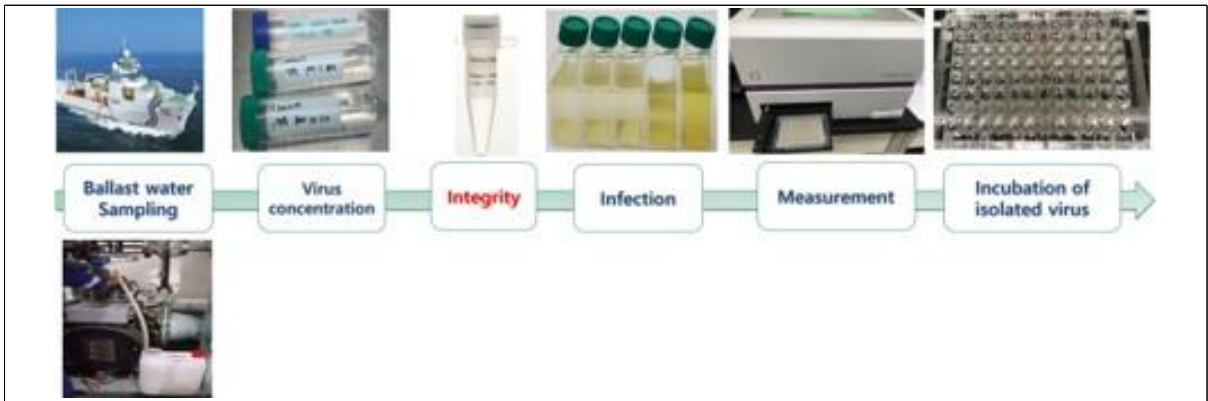 Ballast water
Sampling
Virus
concentration
Integrity
Infection
Measurement
Incubation of
isolated virus